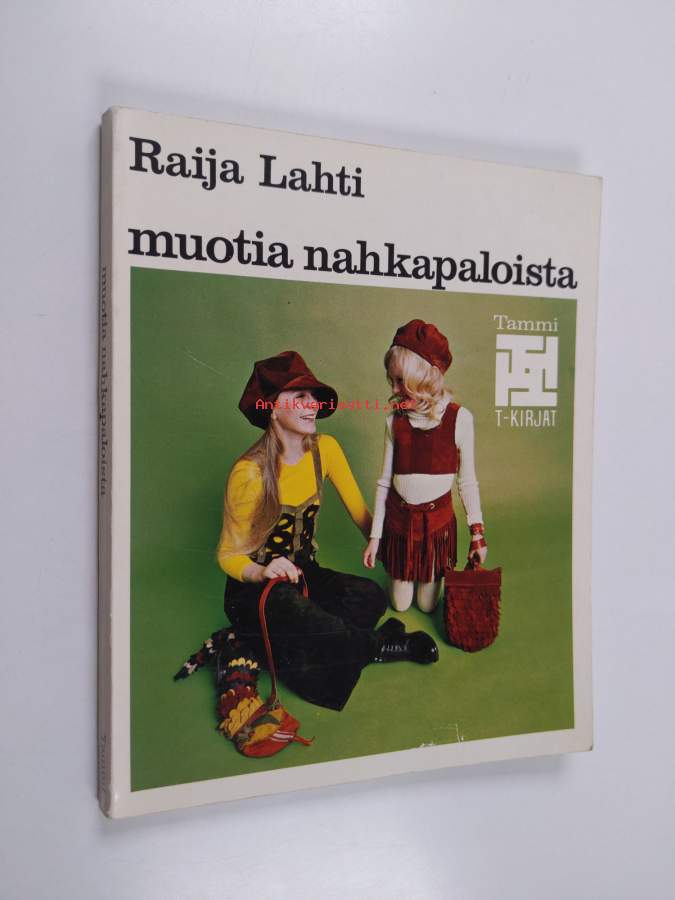 Raija Lahti
muotia nahkapaloista
Tammi
T-KIRJAT
Antikvariaatti.net
muotia nahkapaloista
Tammi